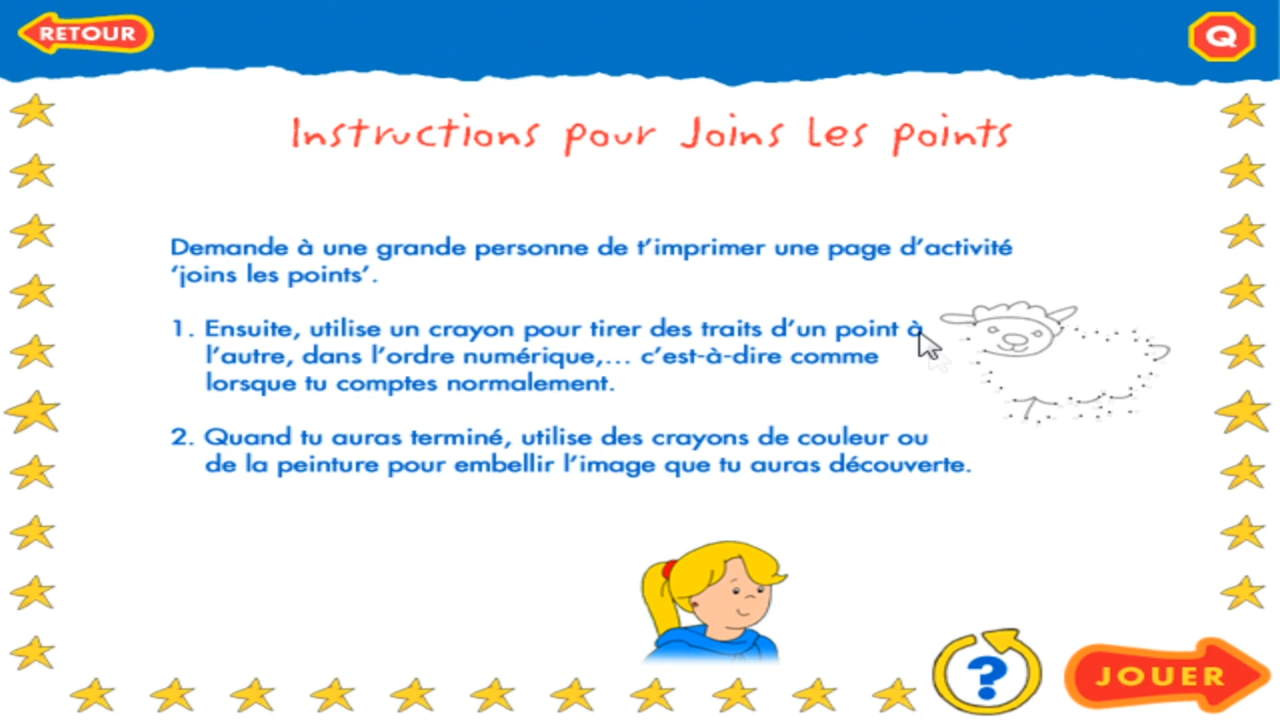 RETOUR
Q
Instructions pour Joins les points
Demande à une grande personne de t'imprimer une page d'activité
'joins les points'.
1. Ensuite, utilise un crayon pour tirer des traits d'un point à
l'autre, dans l'ordre numérique,... c'est-à-dire comme
lorsque tu comptes normalement.
2. Quand tu auras terminé, utilise des crayons de couleur ou
de la peinture pour embellir l'image que tu auras découverte.
?
JOUER